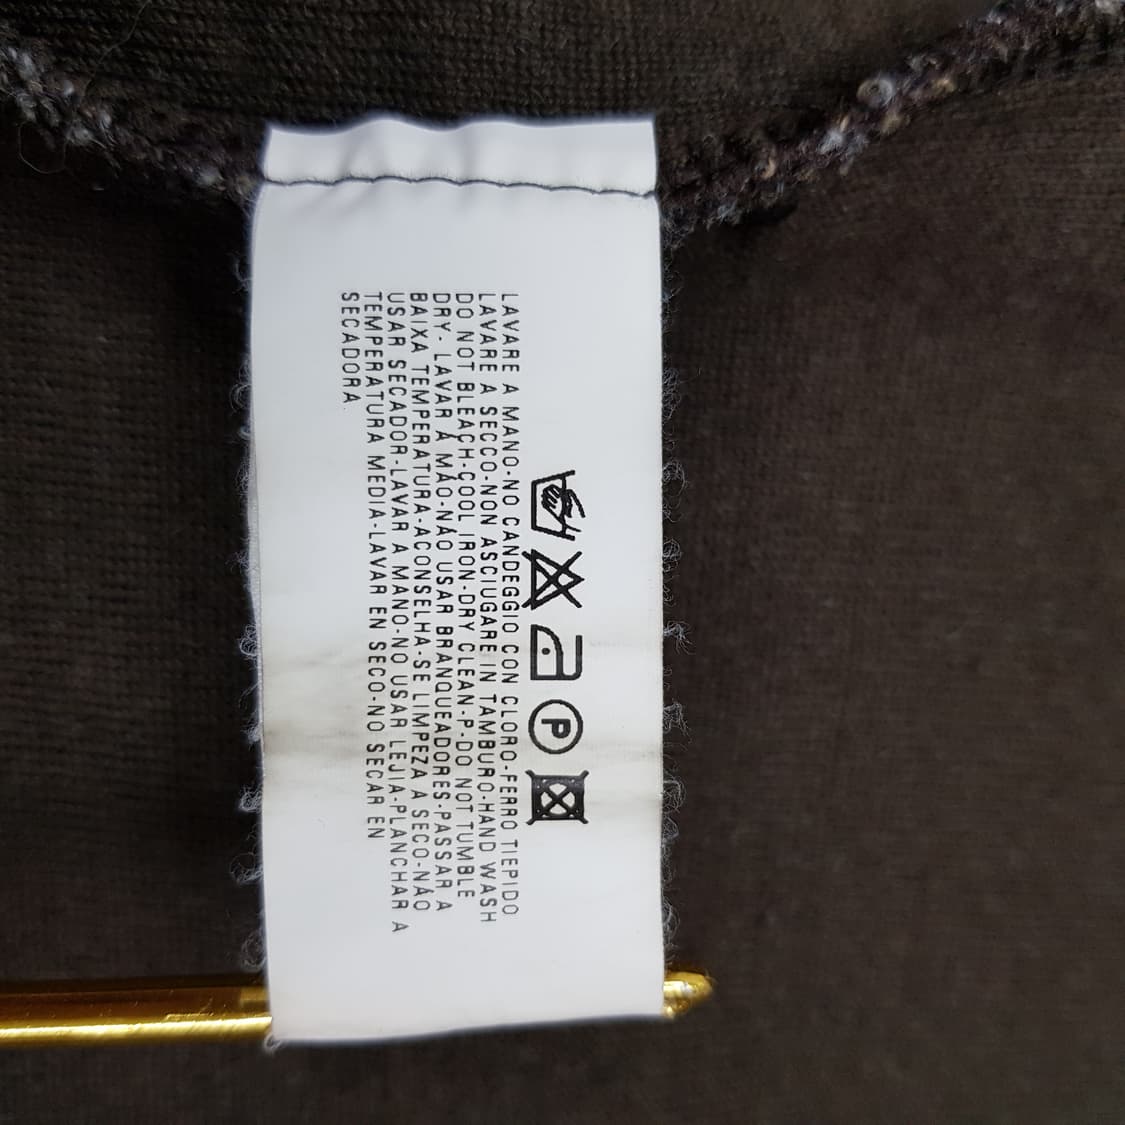 LAVARE A MANO-NO CANDEGGIO CON CLORO-FERRO TIEPIDO
LAVARE A SECCO-NON ASCIUGARE IN TAMBURO-HAND WASH
DO NOT BLEACH-COOL IRON-DRY CLEAN-P-DO NOT TUMBLE
DRY- LAVAR Á MÃO-NÃO USAR BRANQUEADORES-PASSAR A
BAIXA TEMPERATURA-ACONSELHA-SE LIMPEZA A SECO-NÃO
USAR SECADOR-LAVAR A MANO-NO USAR LEJIA-PLANCHAR A
TEMPERATURA MEDIA-LAVAR EN SECO-NO SECAR EN
SECADORA
P